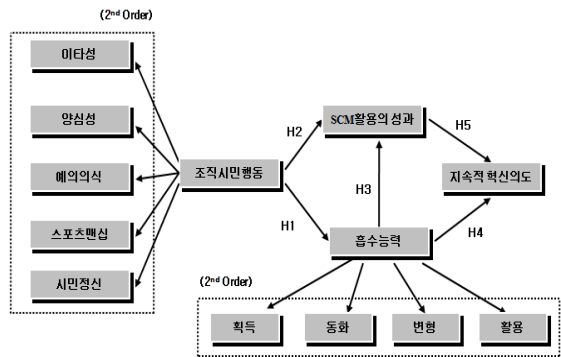 (2nd Order)
이타성
양심성
예의의식
스포츠맨십
시민정신
조직시민행동
H2
H1
SCM활용의 성과
H3
흡수능력
H5
H4
지속적 혁신의도
(2nd Order)
획득
동화
변형
활용